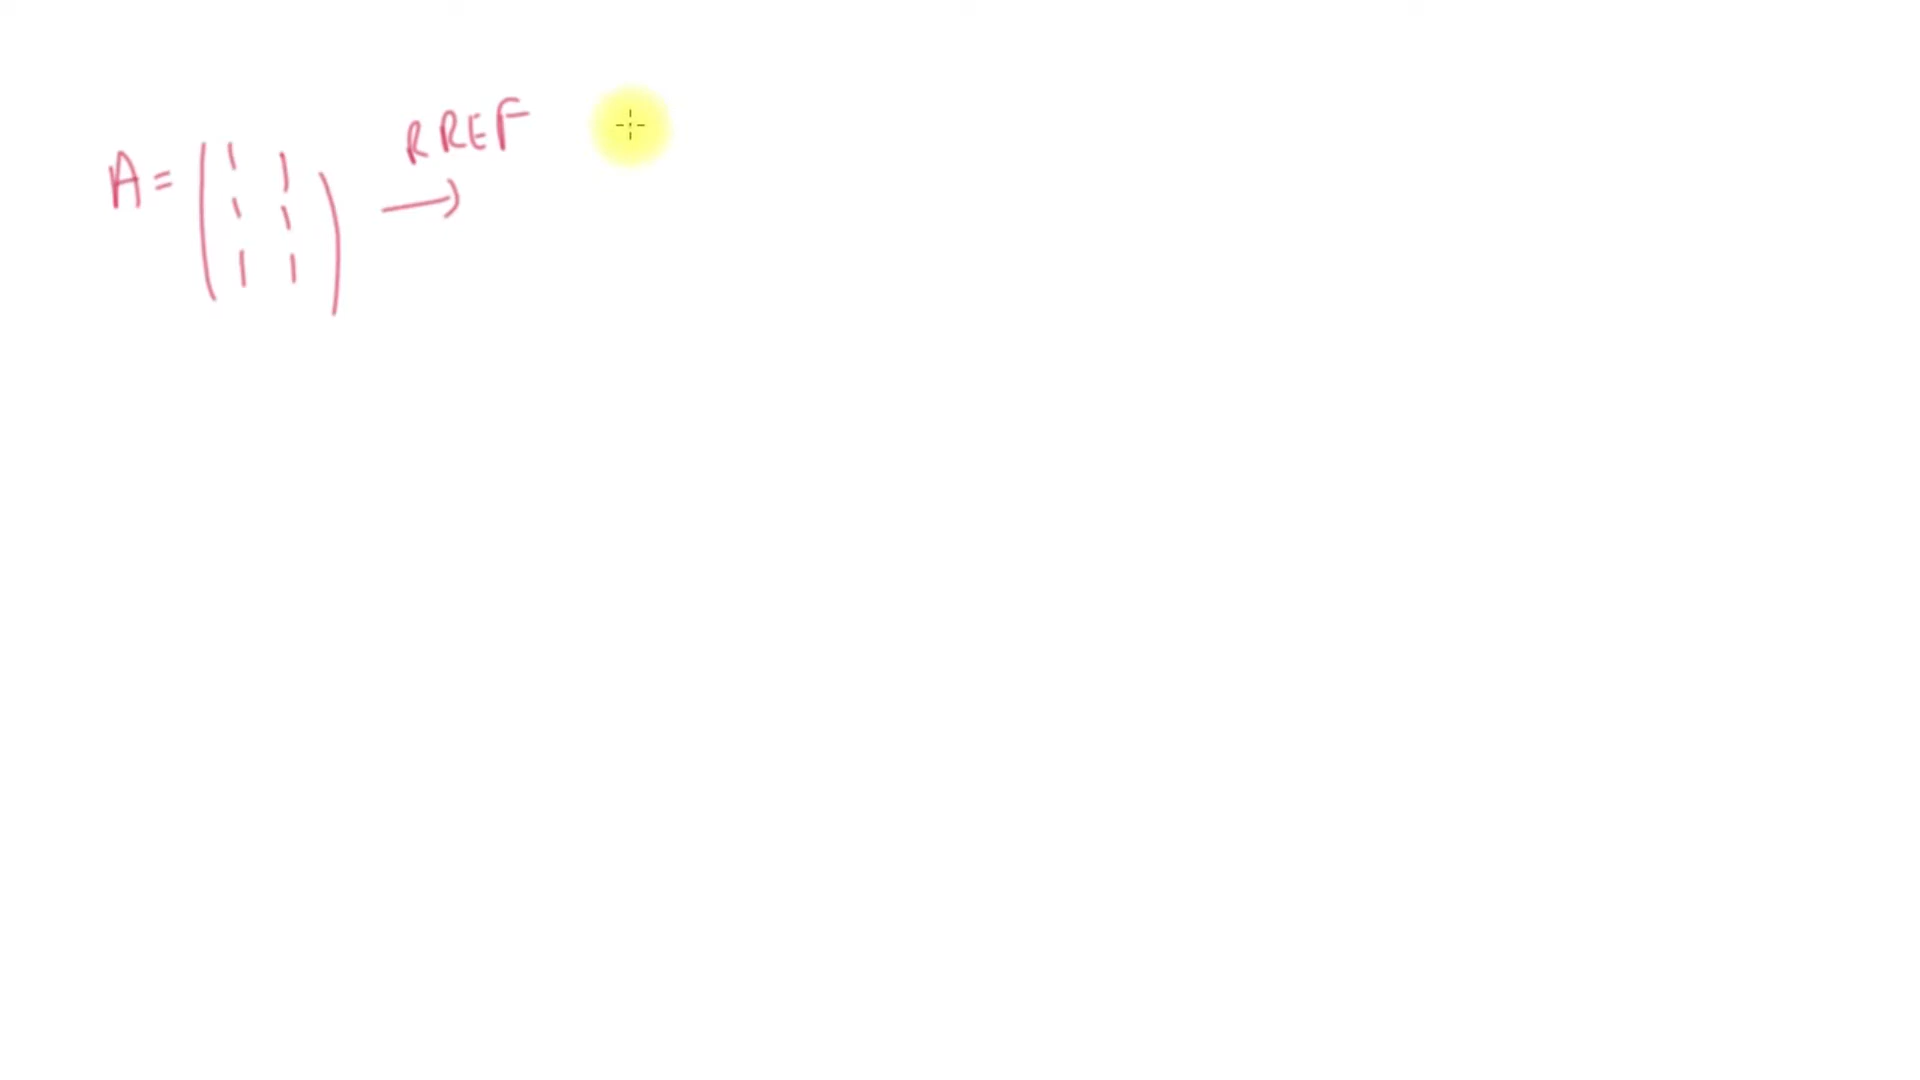 A = ( 1 1 RREF
1 1 ) →
1 1